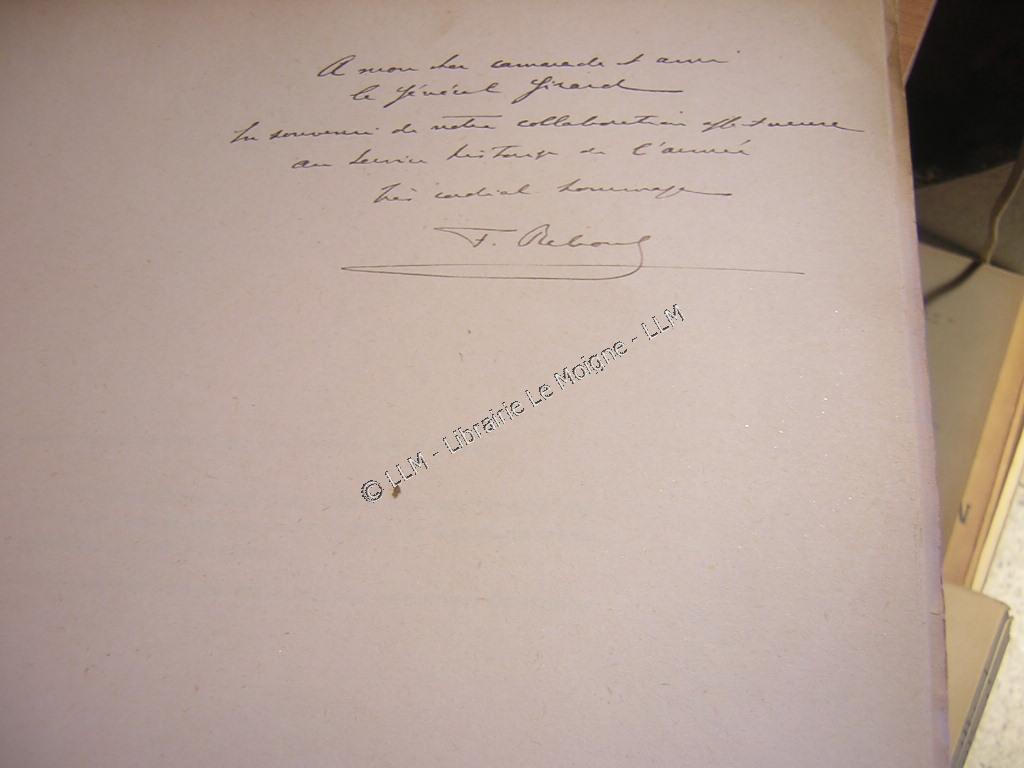 A mon cher camarade et ami
le Général Girard
En souvenir de notre collaboration affectueuse
au Service historique de l'armée
très cordial hommage
F. Reboul
© LLM - Librairie Le Moigne - LLM